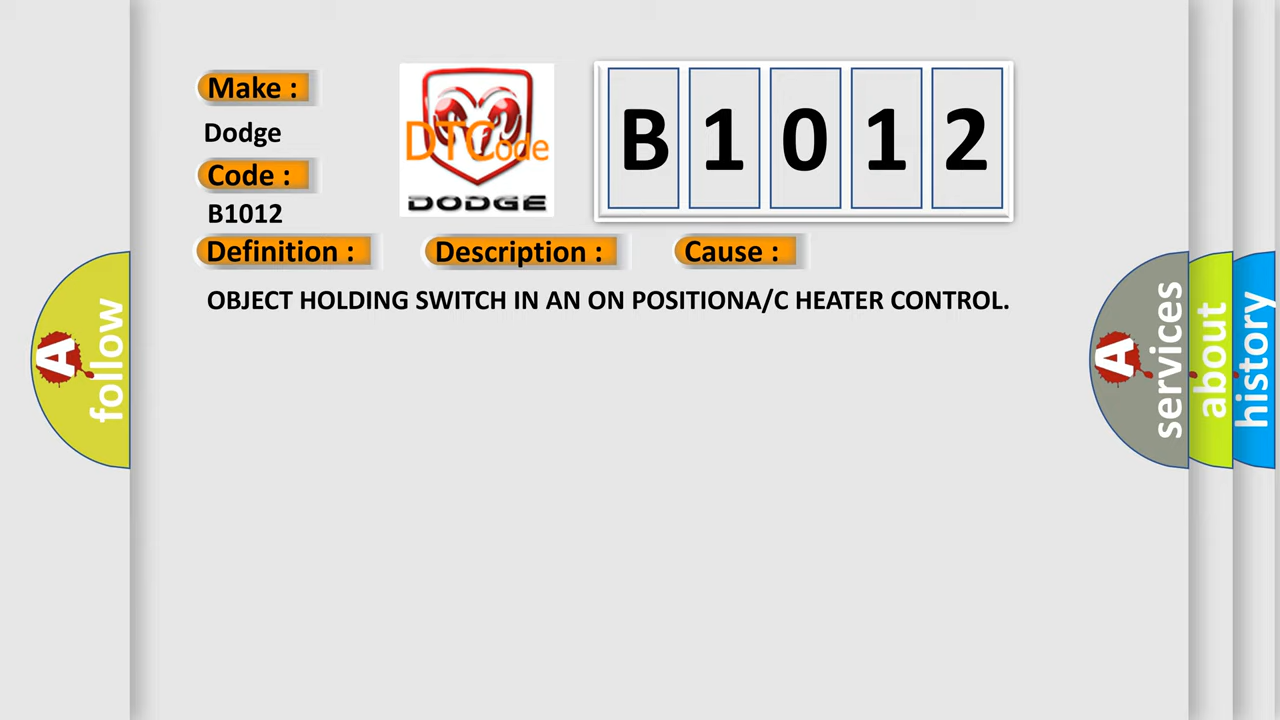 Make :
Dodge
Code :
B1012
DTCode
DODGE
B 1 0 1 2
Definition :
Description :
Cause :
OBJECT HOLDING SWITCH IN AN ON POSITIONA/C HEATER CONTROL.
A follow
A services
about
history